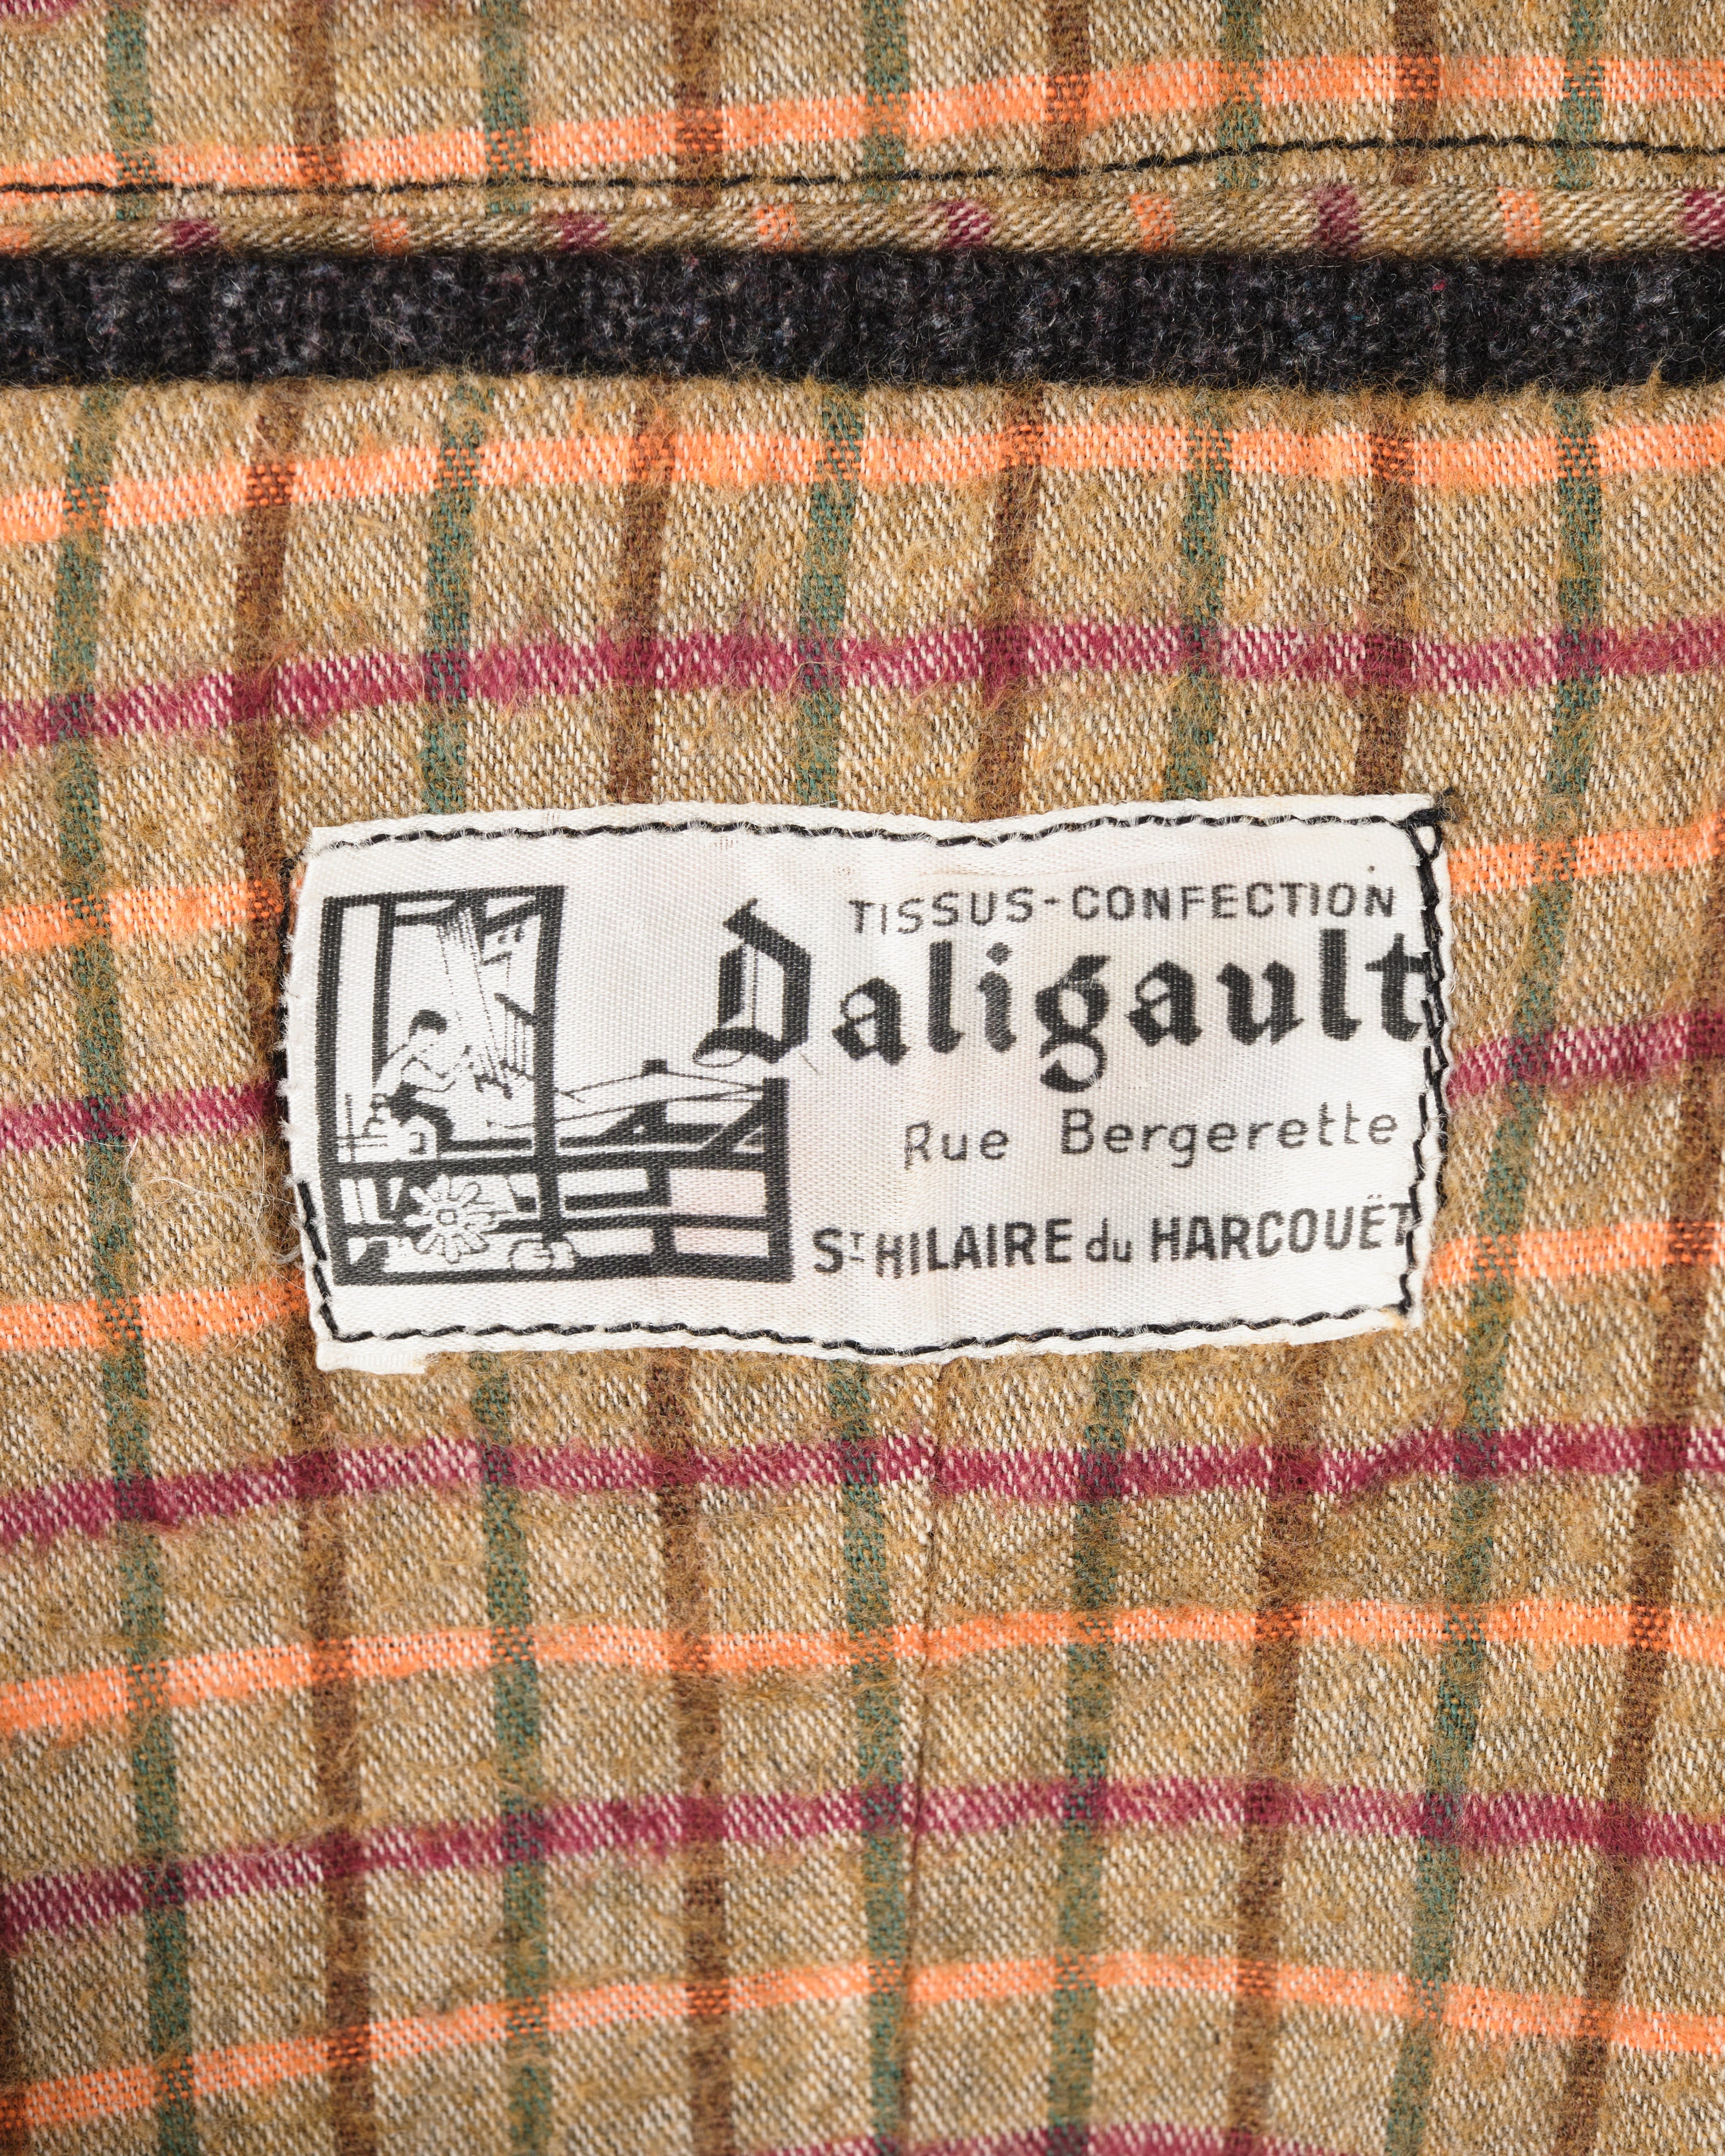 TISSUS-CONFECTION
Daligault
Rue Bergerette
ST HILAIRE du HARCOUËT